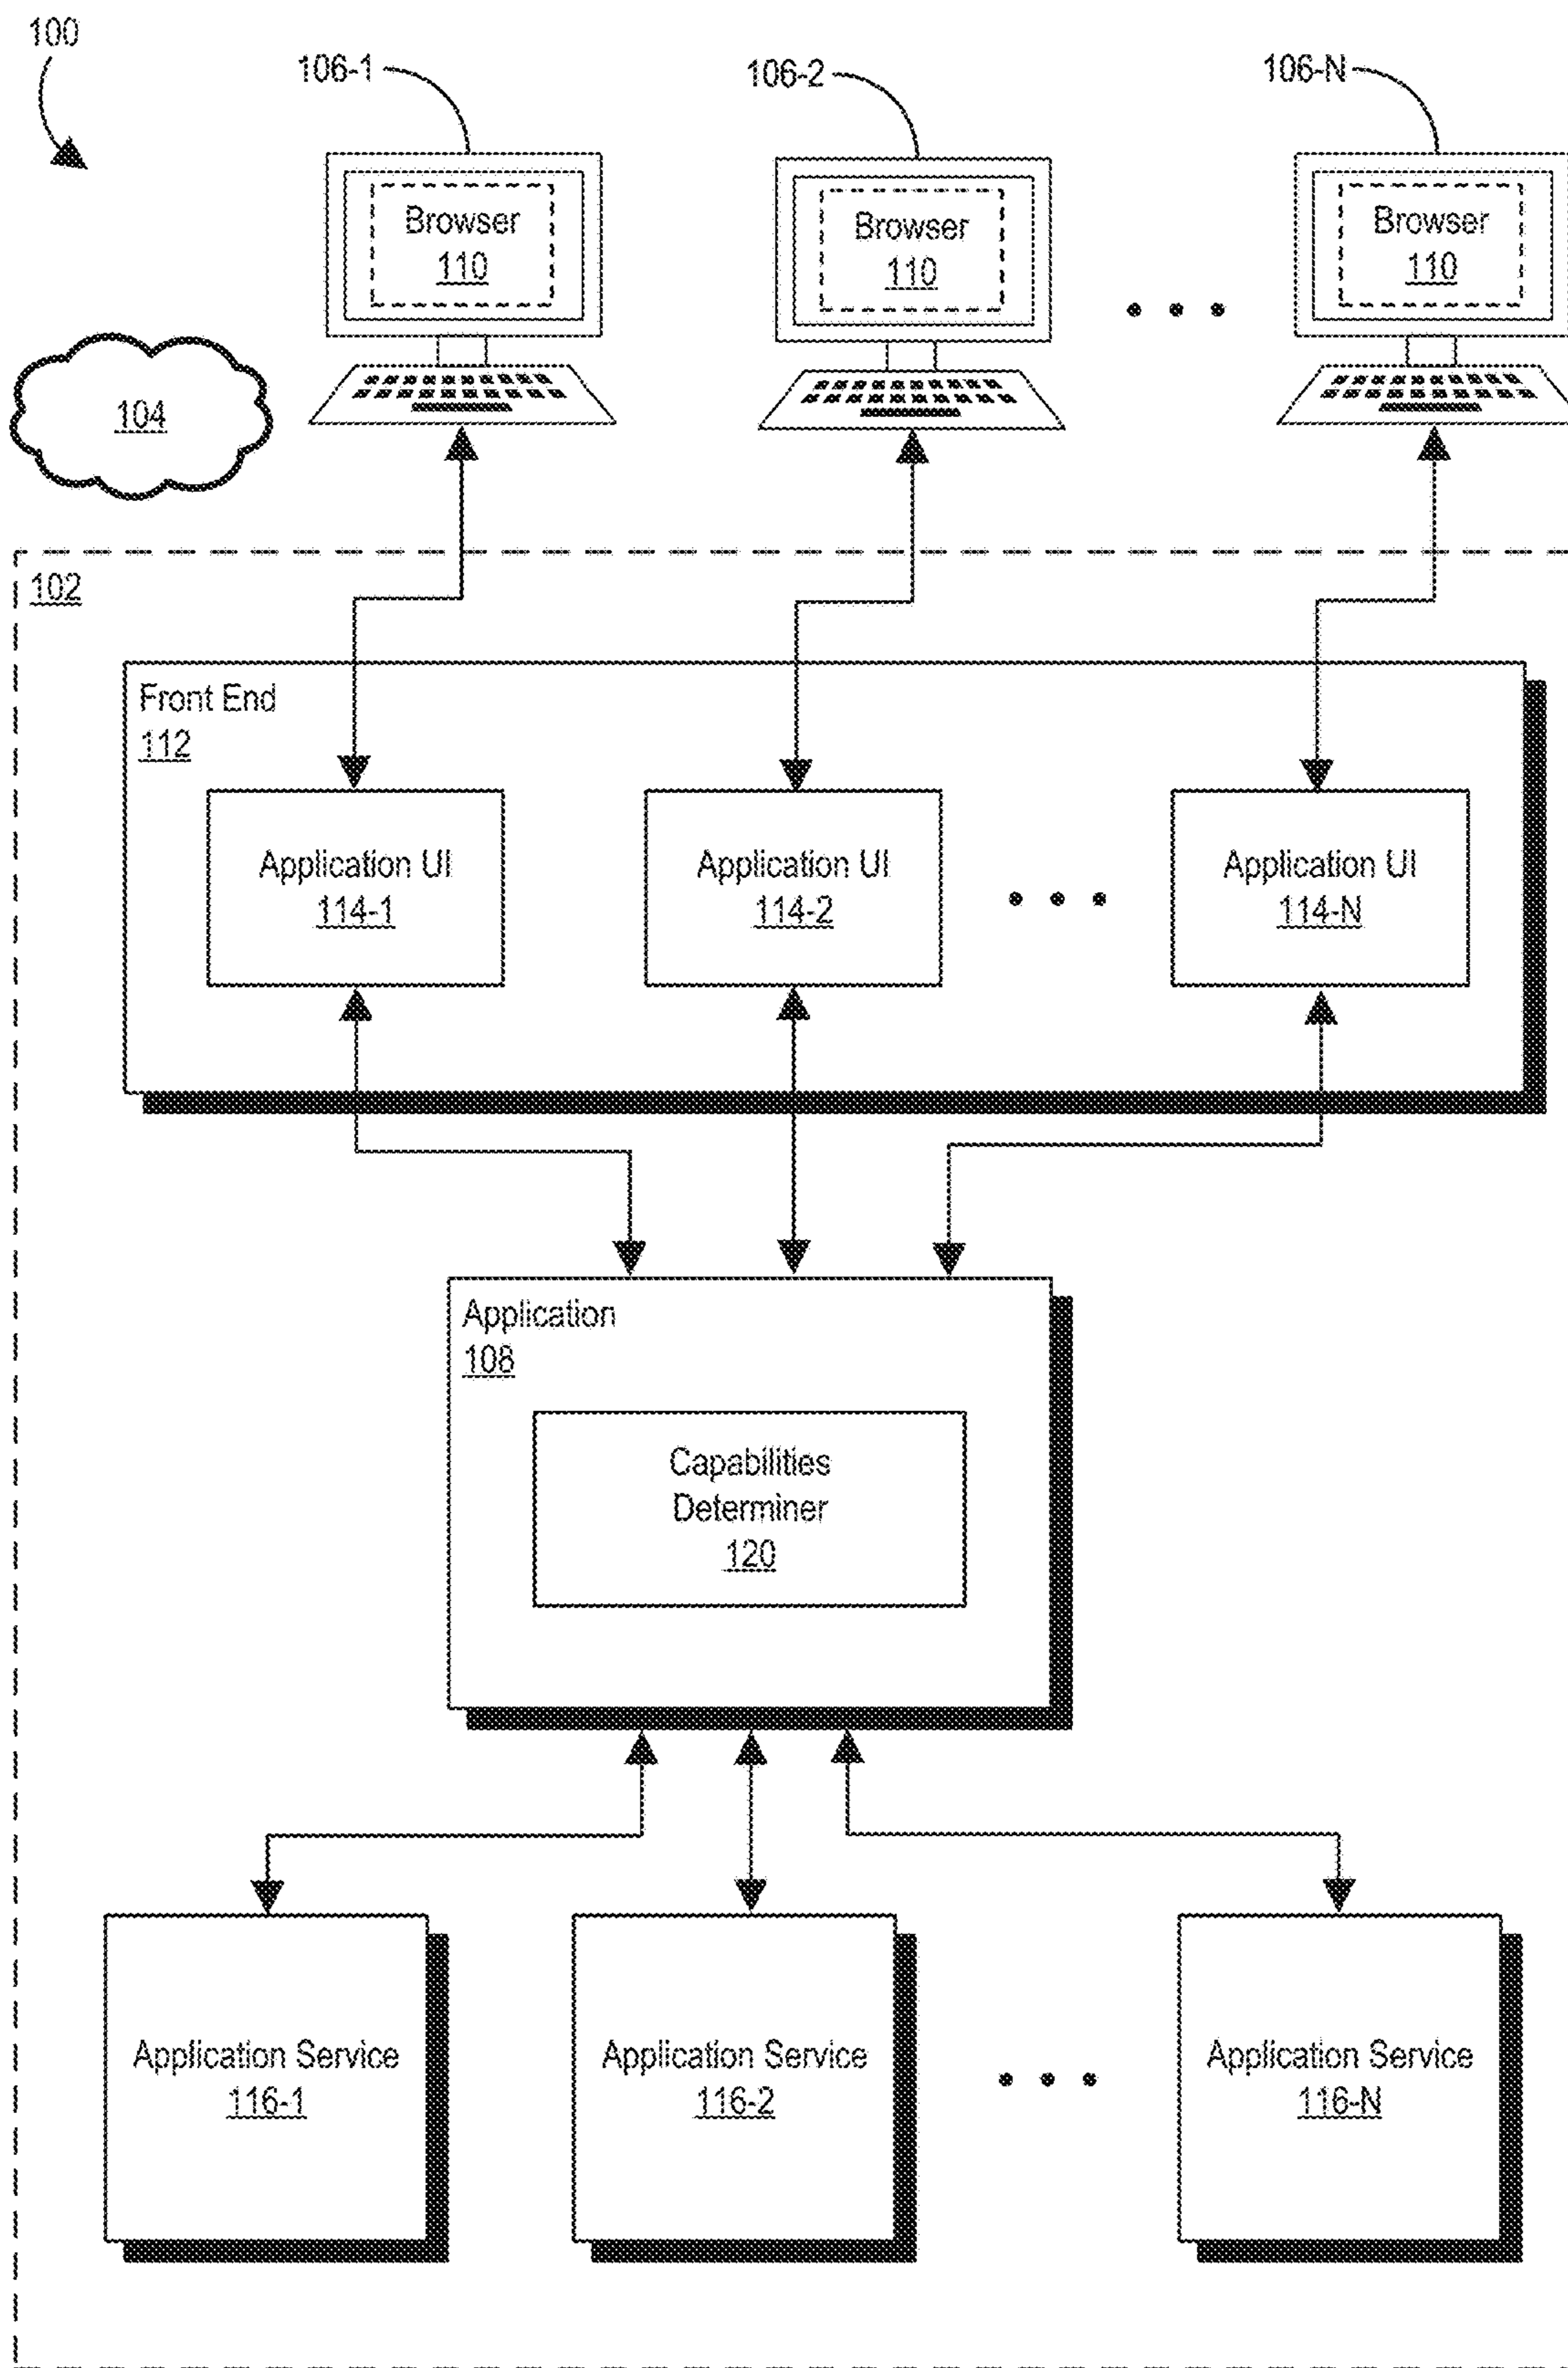 100
106-1
106-2
106-N
Browser
110
Browser
110
Browser
110
104
102
Front End
112
Application UI
114-1
Application UI
114-2
Application UI
114-N
Application
108
Capabilities
Determiner
120
Application Service
116-1
Application Service
116-2
Application Service
116-N